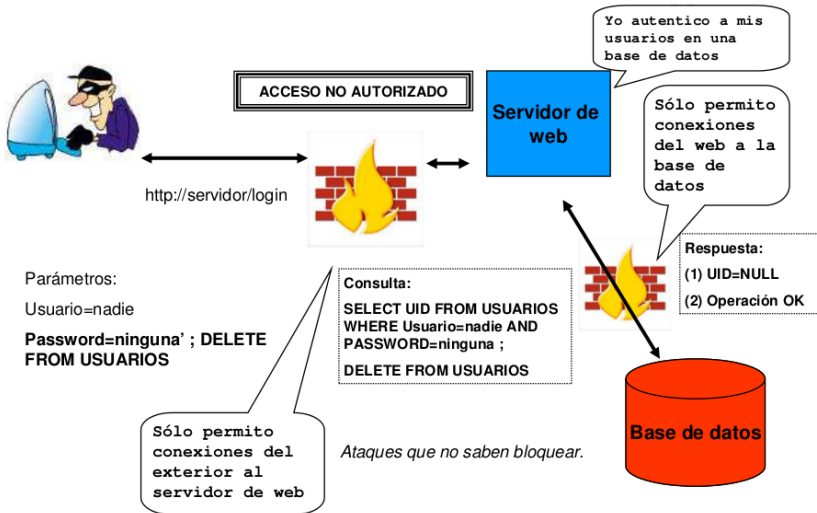 Yo autentico a mis
usuarios en una
base de datos
ACCESO NO AUTORIZADO
Servidor de
web
Sólo permito
conexiones
del web a la
base de
datos
http://servidor/login
Parámetros:
Usuario=nadie
Password=ninguna’ ; DELETE
FROM USUARIOS
Consulta:
SELECT UID FROM USUARIOS
WHERE Usuario=nadie AND
PASSWORD=ninguna ;
DELETE FROM USUARIOS
Respuesta:
(1) UID=NULL
(2) Operación OK
Sólo permito
conexiones del
exterior al
servidor de web
Ataques que no saben bloquear.
Base de datos